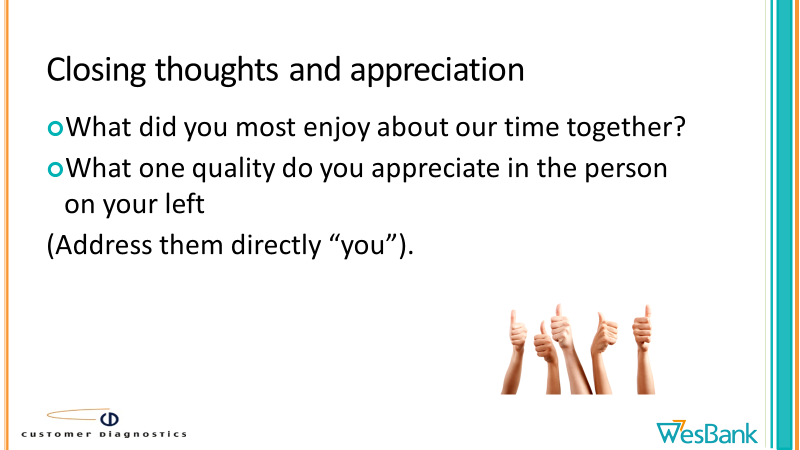 Closing thoughts and appreciation
What did you most enjoy about our time together?
What one quality do you appreciate in the person
on your left
(Address them directly “you”).
CUSTOMER DIAGNOSTICS
WesBank